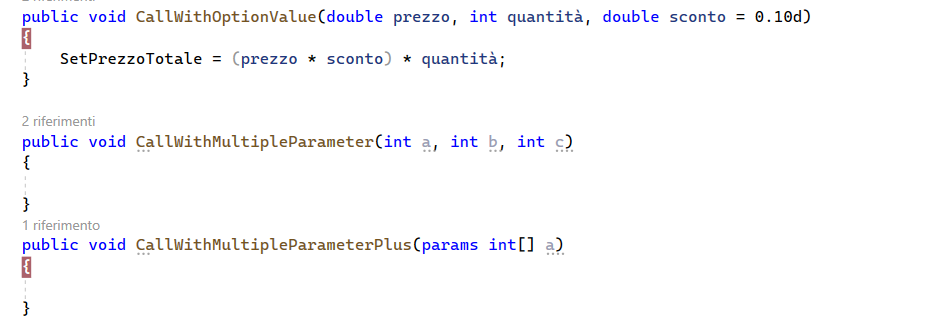 public void CallWithOptionValue(double prezzo, int quantità, double sconto = 0.10d)
{
SetPrezzoTotale = (prezzo * sconto) * quantità;
}
2 riferimenti
public void CallWithMultipleParameter(int a, int b, int c)
{
}
1 riferimento
public void CallWithMultipleParameterPlus(params int[] a)
{
}